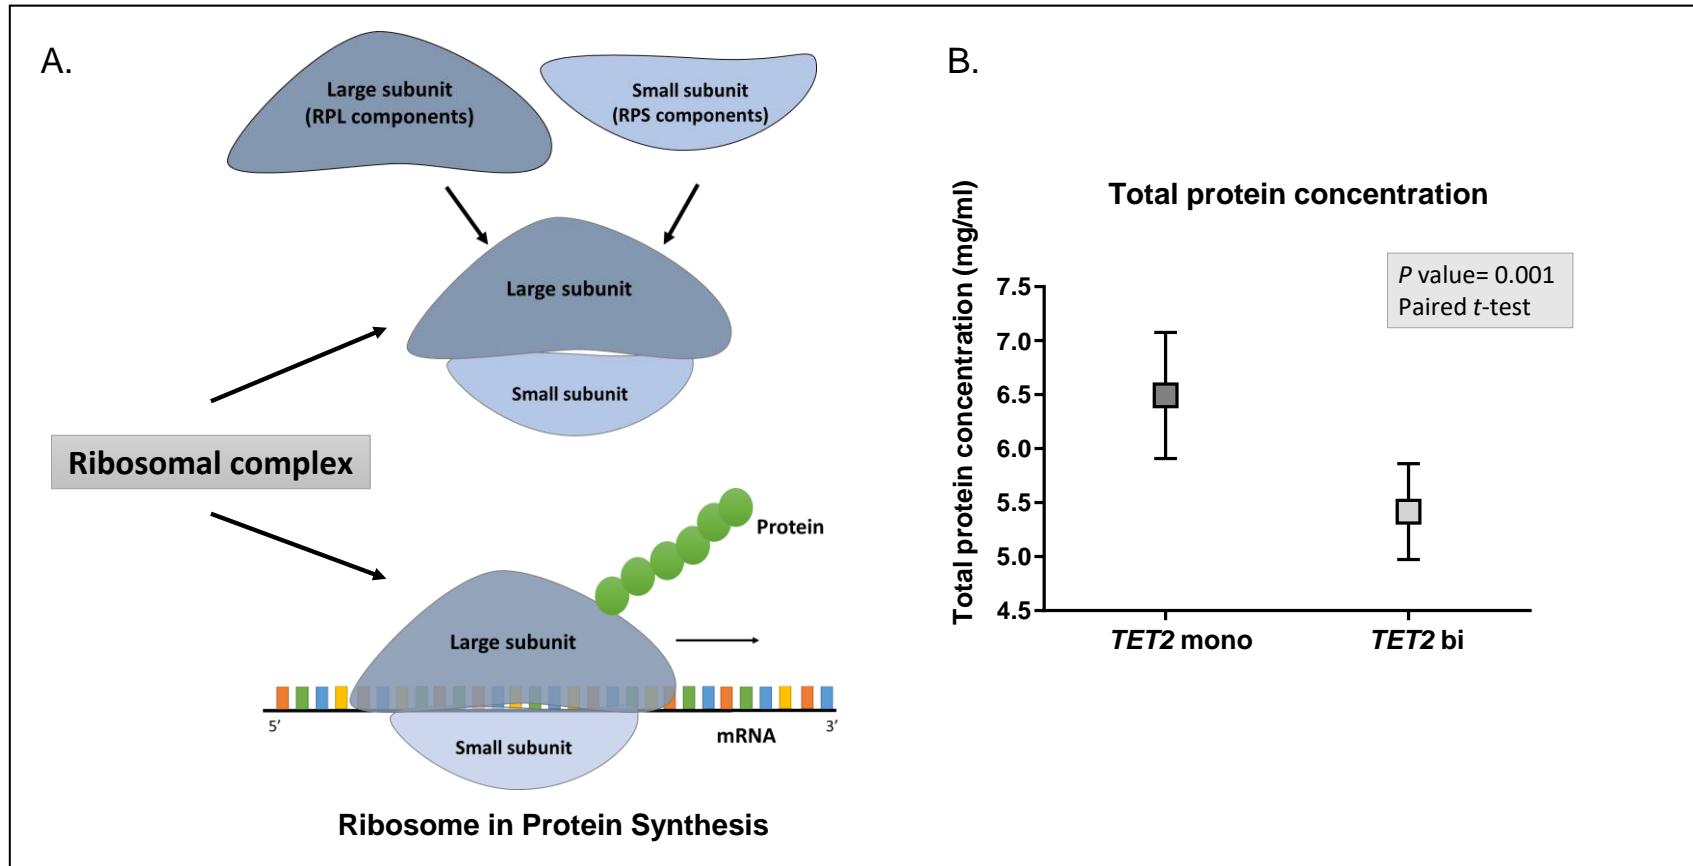 A.
Large subunit
(RPL components)
Small subunit
(RPS components)
Large subunit
Small subunit
Ribosomal complex
Protein
Large subunit
5’
mRNA
3’
Small subunit
Ribosome in Protein Synthesis
B.
Total protein concentration
P value= 0.001
Paired t-test
Total protein concentration (mg/ml)
7.5
7.0
6.5
6.0
5.5
5.0
4.5
TET2 mono
TET2 bi